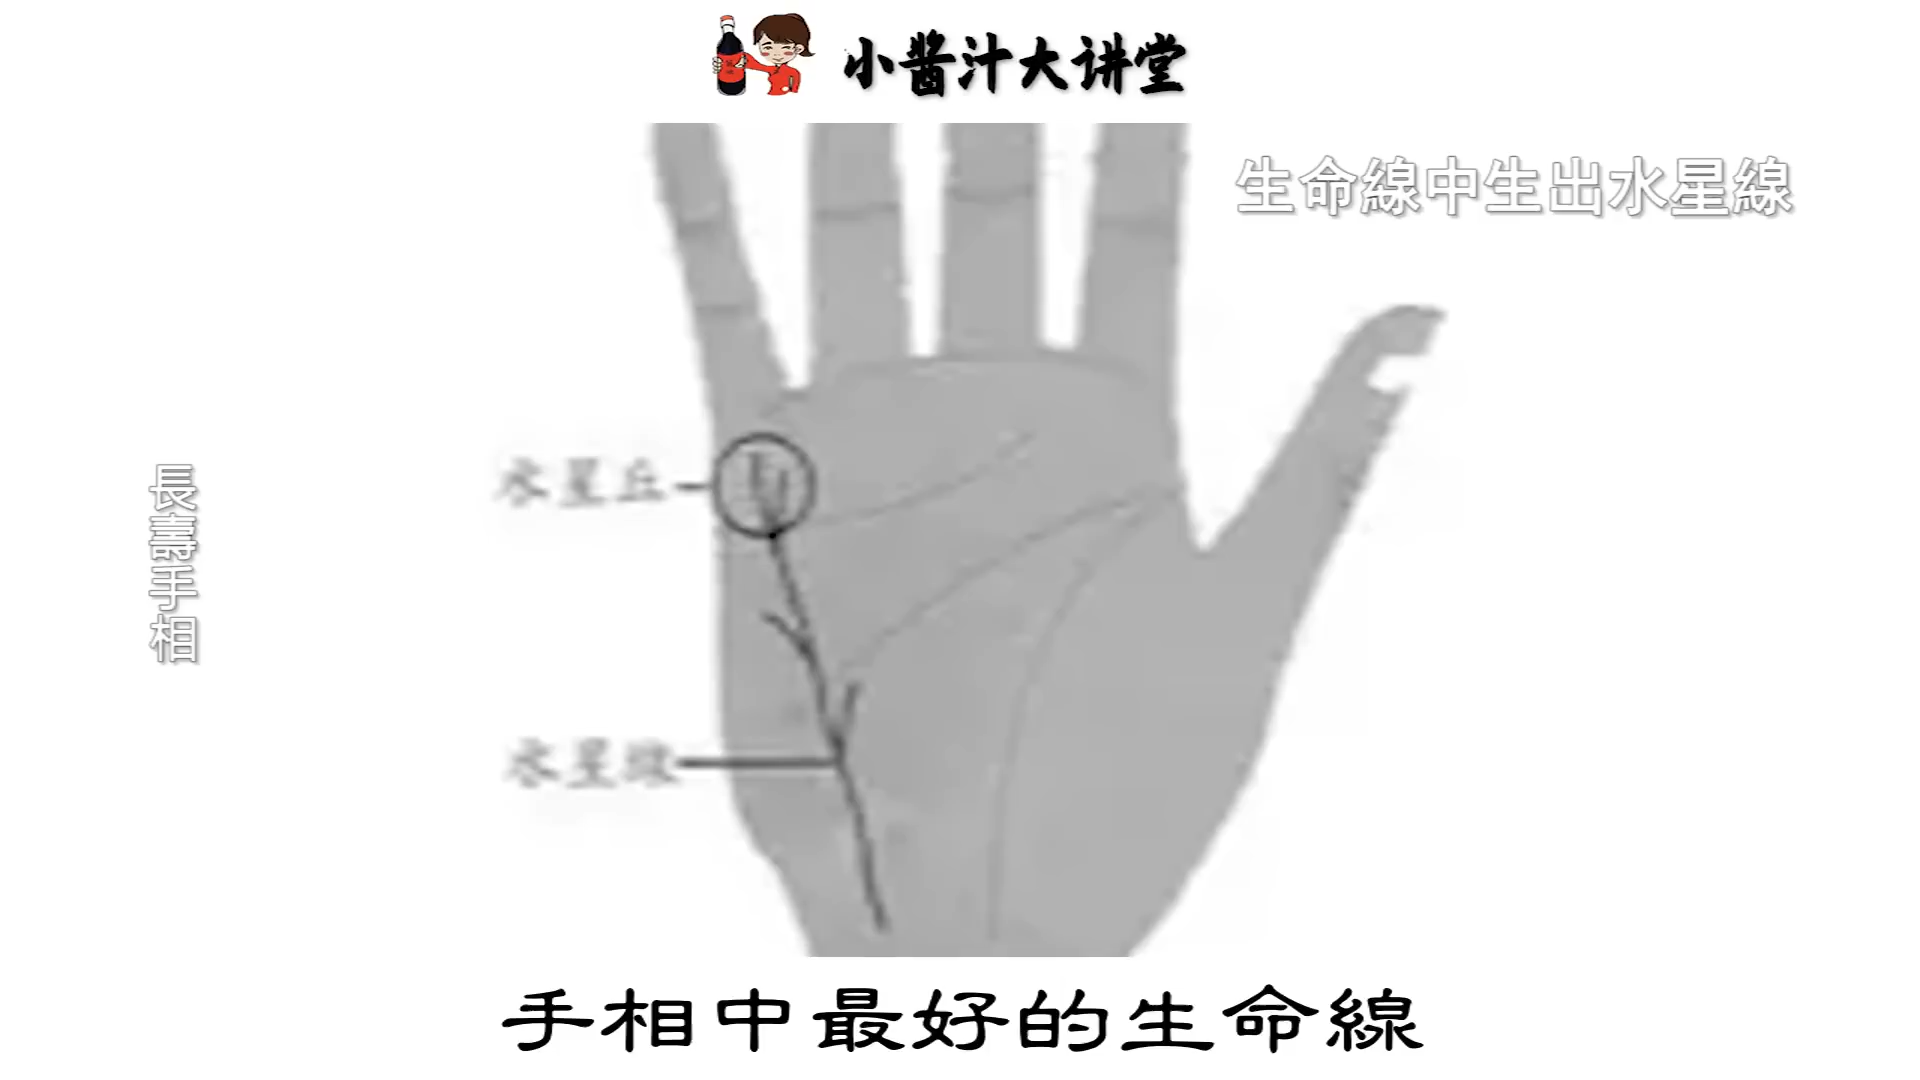 小酱汁大讲堂
生命線中生出水星線
水星丘
長壽手相
水星線
手相中最好的生命線